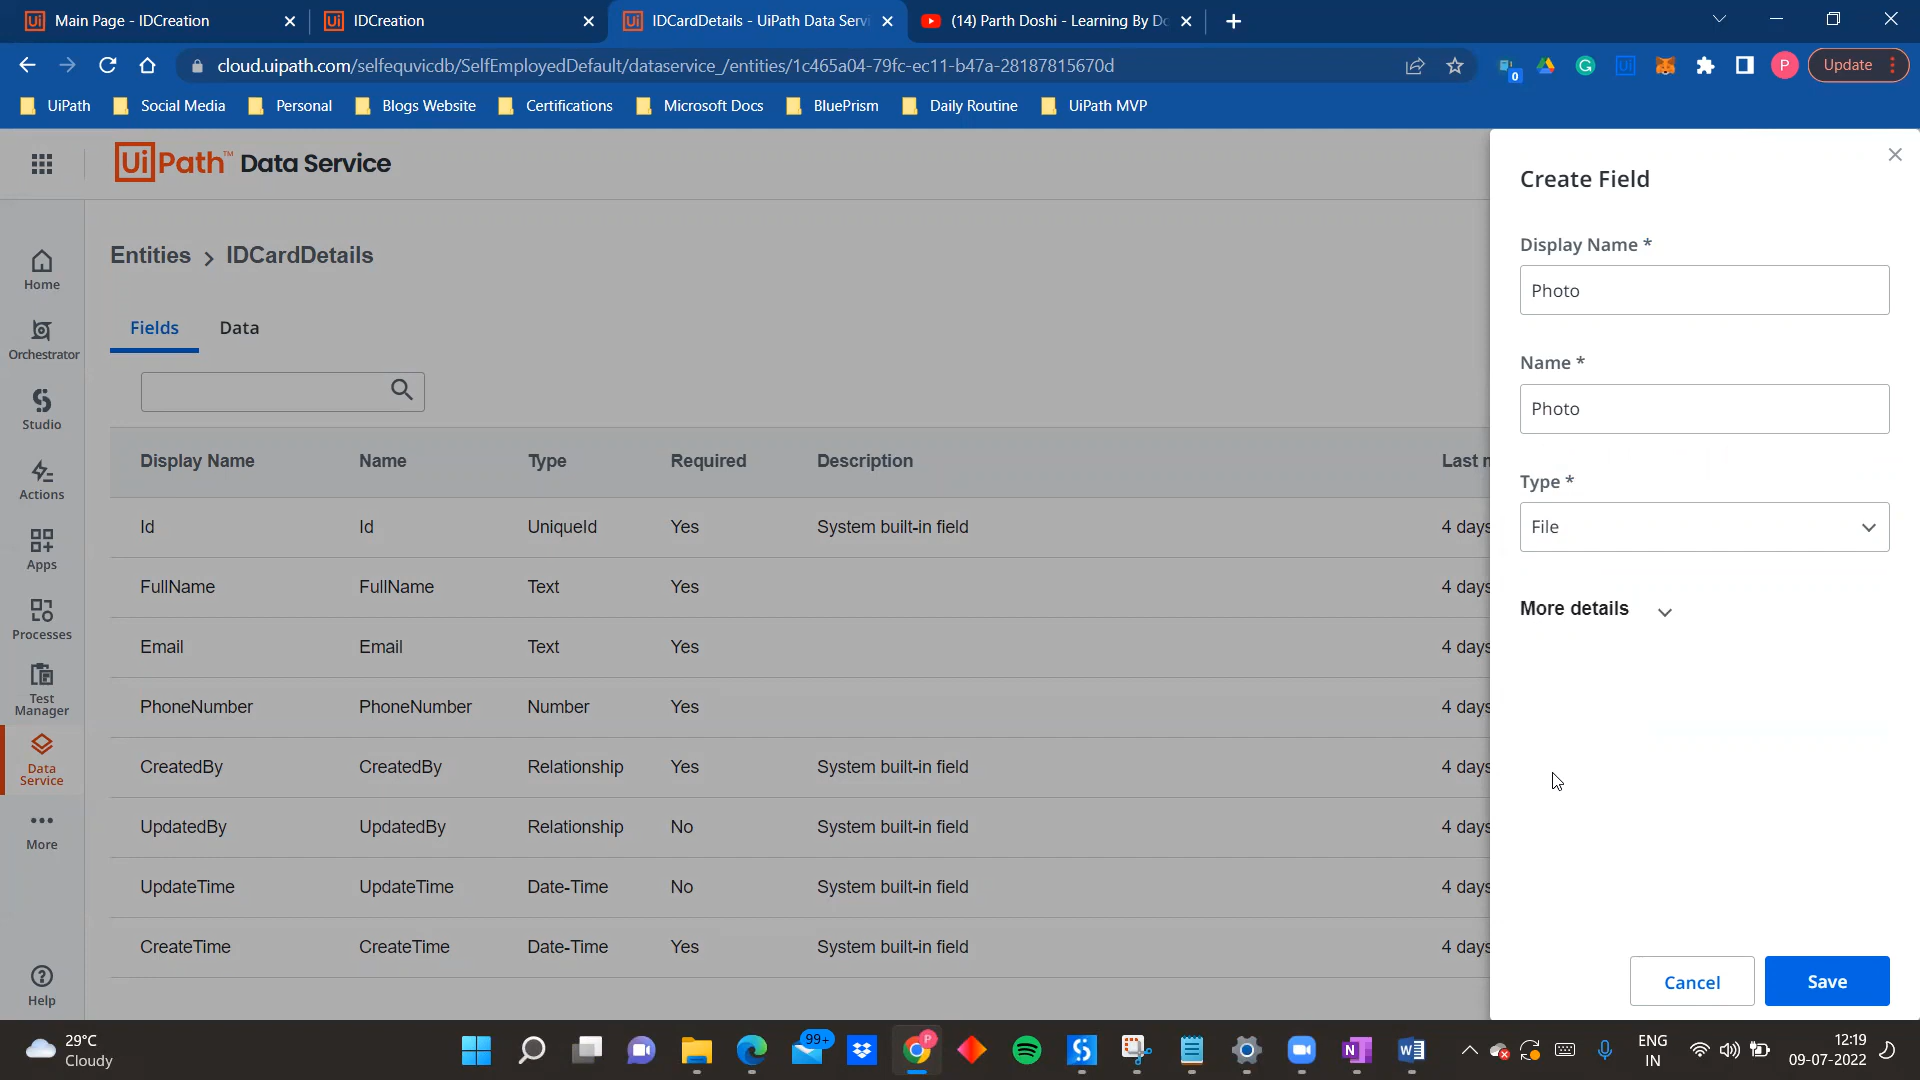 Main Page - IDCreation
IDCreation
IDCardDetails - UiPath Data Servi
(14) Parth Doshi - Learning By Do
cloud.uipath.com/selfequvicdb/SelfEmployedDefault/dataservice_/entities/1c465a04-79fc-ec11-b47a-28187815670d
0
P
Update
UiPath
Social Media
Personal
Blogs Website
Certifications
Microsoft Docs
BluePrism
Daily Routine
UiPath MVP
UiPath™ Data Service
Home
Orchestrator
Studio
Actions
Apps
Processes
Test
Manager
Data
Service
More
Help
Entities > IDCardDetails
Fields Data
Display Name Name Type Required Description Last m
Id Id UniqueId Yes System built-in field 4 days
FullName FullName Text Yes 4 days
Email Email Text Yes 4 days
PhoneNumber PhoneNumber Number Yes 4 days
CreatedBy CreatedBy Relationship Yes System built-in field 4 days
UpdatedBy UpdatedBy Relationship No System built-in field 4 days
UpdateTime UpdateTime Date-Time No System built-in field 4 days
CreateTime CreateTime Date-Time Yes System built-in field 4 days
Create Field
Display Name *
Photo
Name *
Photo
Type *
File
More details
Cancel
Save
29°C
Cloudy
99+
P
ENG
IN
12:19
09-07-2022